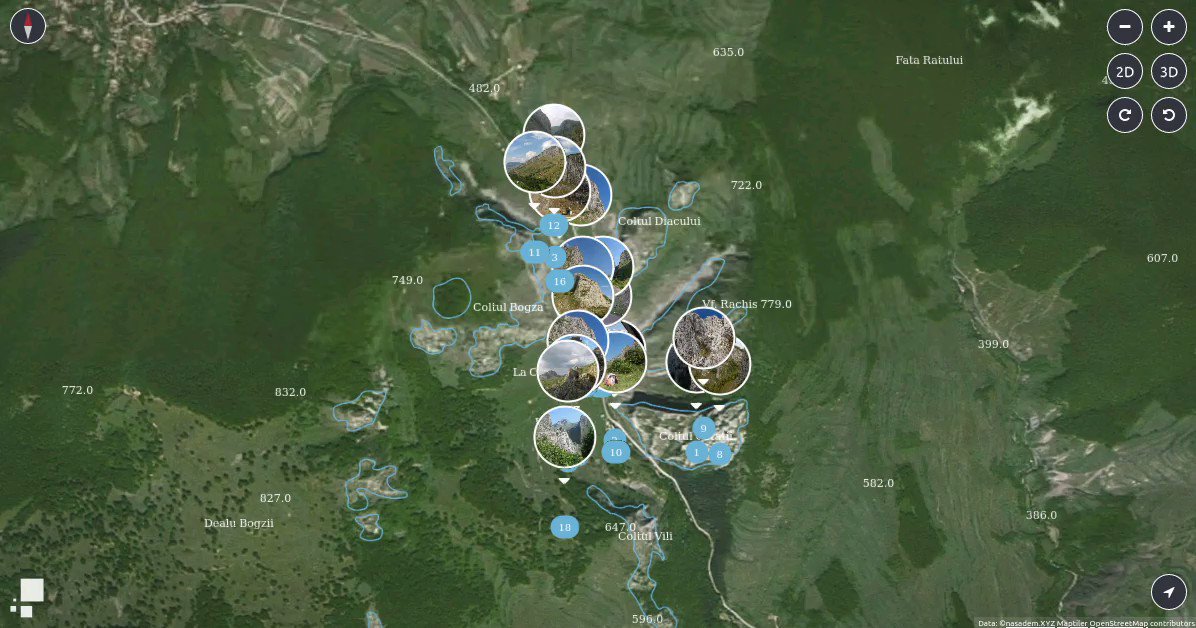 635.0
Fata Ratului
2D
3D
482.0
722.0
Coltul Diacului
12
11
3
607.0
749.0
16
Coltul Bogza
Vf. Rachis 779.0
399.0
La
772.0
832.0
9
Coltul
10
1
8
582.0
827.0
386.0
Dealu Bogzii
18
647.0
Coltul Vili
596.0
Data: ©nasadem.XYZ Maptiler OpenStreetMap contributors